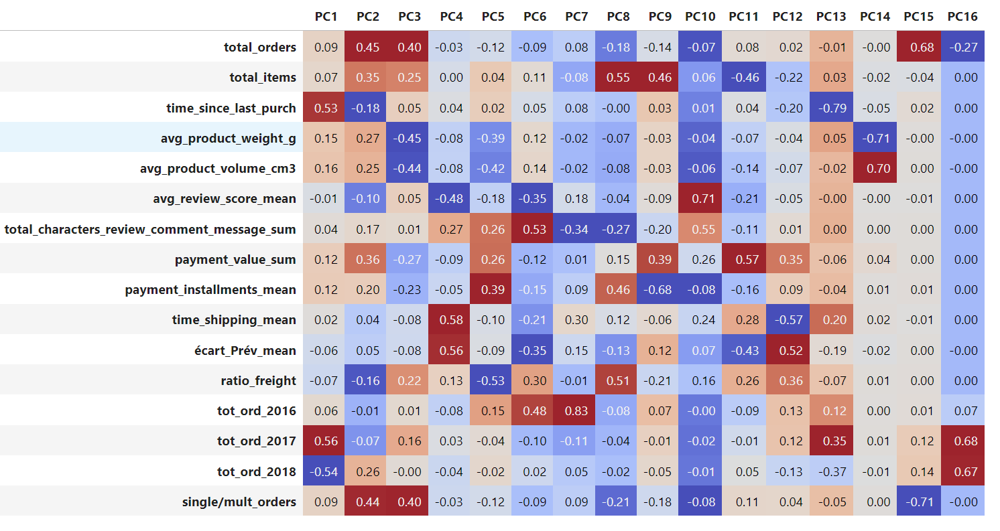 PC1 PC2 PC3 PC4 PC5 PC6 PC7 PC8 PC9 PC10 PC11 PC12 PC13 PC14 PC15 PC16
total_orders 0.09 0.45 0.40 -0.03 -0.12 -0.09 0.08 -0.18 -0.14 -0.07 0.08 0.02 -0.01 -0.00 0.68 -0.27
total_items 0.07 0.35 0.25 0.00 0.04 0.11 -0.08 0.55 0.46 0.06 -0.46 -0.22 0.03 -0.02 -0.04 0.00
time_since_last_purch 0.53 -0.18 0.05 0.04 0.02 0.05 0.08 -0.00 0.03 0.01 0.04 -0.20 -0.79 -0.05 0.02 0.00
avg_product_weight_g 0.15 0.27 -0.45 -0.08 -0.39 0.12 -0.02 -0.07 -0.03 -0.04 -0.07 -0.04 0.05 -0.71 -0.00 -0.00
avg_product_volume_cm3 0.16 0.25 -0.44 -0.08 -0.42 0.14 -0.02 -0.08 -0.03 -0.06 -0.14 -0.07 -0.02 0.70 0.00 -0.00
avg_review_score_mean -0.01 -0.10 0.05 -0.48 -0.18 -0.35 0.18 -0.04 -0.09 0.71 -0.21 -0.05 -0.00 -0.00 -0.01 0.00
total_characters_review_comment_message_sum 0.04 0.17 0.01 0.27 0.26 0.53 -0.34 -0.27 -0.20 0.55 -0.11 0.01 0.00 0.00 0.00 0.00
payment_value_sum 0.12 0.36 -0.27 -0.09 0.26 -0.12 0.01 0.15 0.39 0.26 0.57 0.35 -0.06 0.04 0.00 0.00
payment_installments_mean 0.12 0.20 -0.23 -0.05 0.39 -0.15 0.09 0.46 -0.68 -0.08 -0.16 0.09 -0.04 0.01 0.01 0.00
time_shipping_mean 0.02 0.04 -0.08 0.58 -0.10 -0.21 0.30 0.12 -0.06 0.24 0.28 -0.57 0.20 0.02 -0.01 0.00
écart_Prév_mean -0.06 0.05 -0.08 0.56 -0.09 -0.35 0.15 -0.13 0.12 0.07 -0.43 0.52 -0.19 -0.02 0.00 -0.00
ratio_freight -0.07 -0.16 0.22 0.13 -0.53 0.30 -0.01 0.51 -0.21 0.16 0.26 0.36 -0.07 0.01 0.00 0.00
tot_ord_2016 0.06 -0.01 0.01 -0.08 0.15 0.48 0.83 -0.08 0.07 -0.00 -0.09 0.13 0.12 0.00 0.01 0.07
tot_ord_2017 0.56 -0.07 0.16 0.03 -0.04 -0.10 -0.11 -0.04 -0.01 -0.02 -0.01 0.12 0.35 0.01 0.12 0.68
tot_ord_2018 -0.54 0.26 -0.00 -0.04 -0.02 0.02 0.05 -0.02 -0.05 -0.01 0.05 -0.13 -0.37 -0.01 0.14 0.67
single/mult_orders 0.09 0.44 0.40 -0.03 -0.12 -0.09 0.09 -0.21 -0.18 -0.08 0.11 0.04 -0.05 0.00 -0.71 -0.00